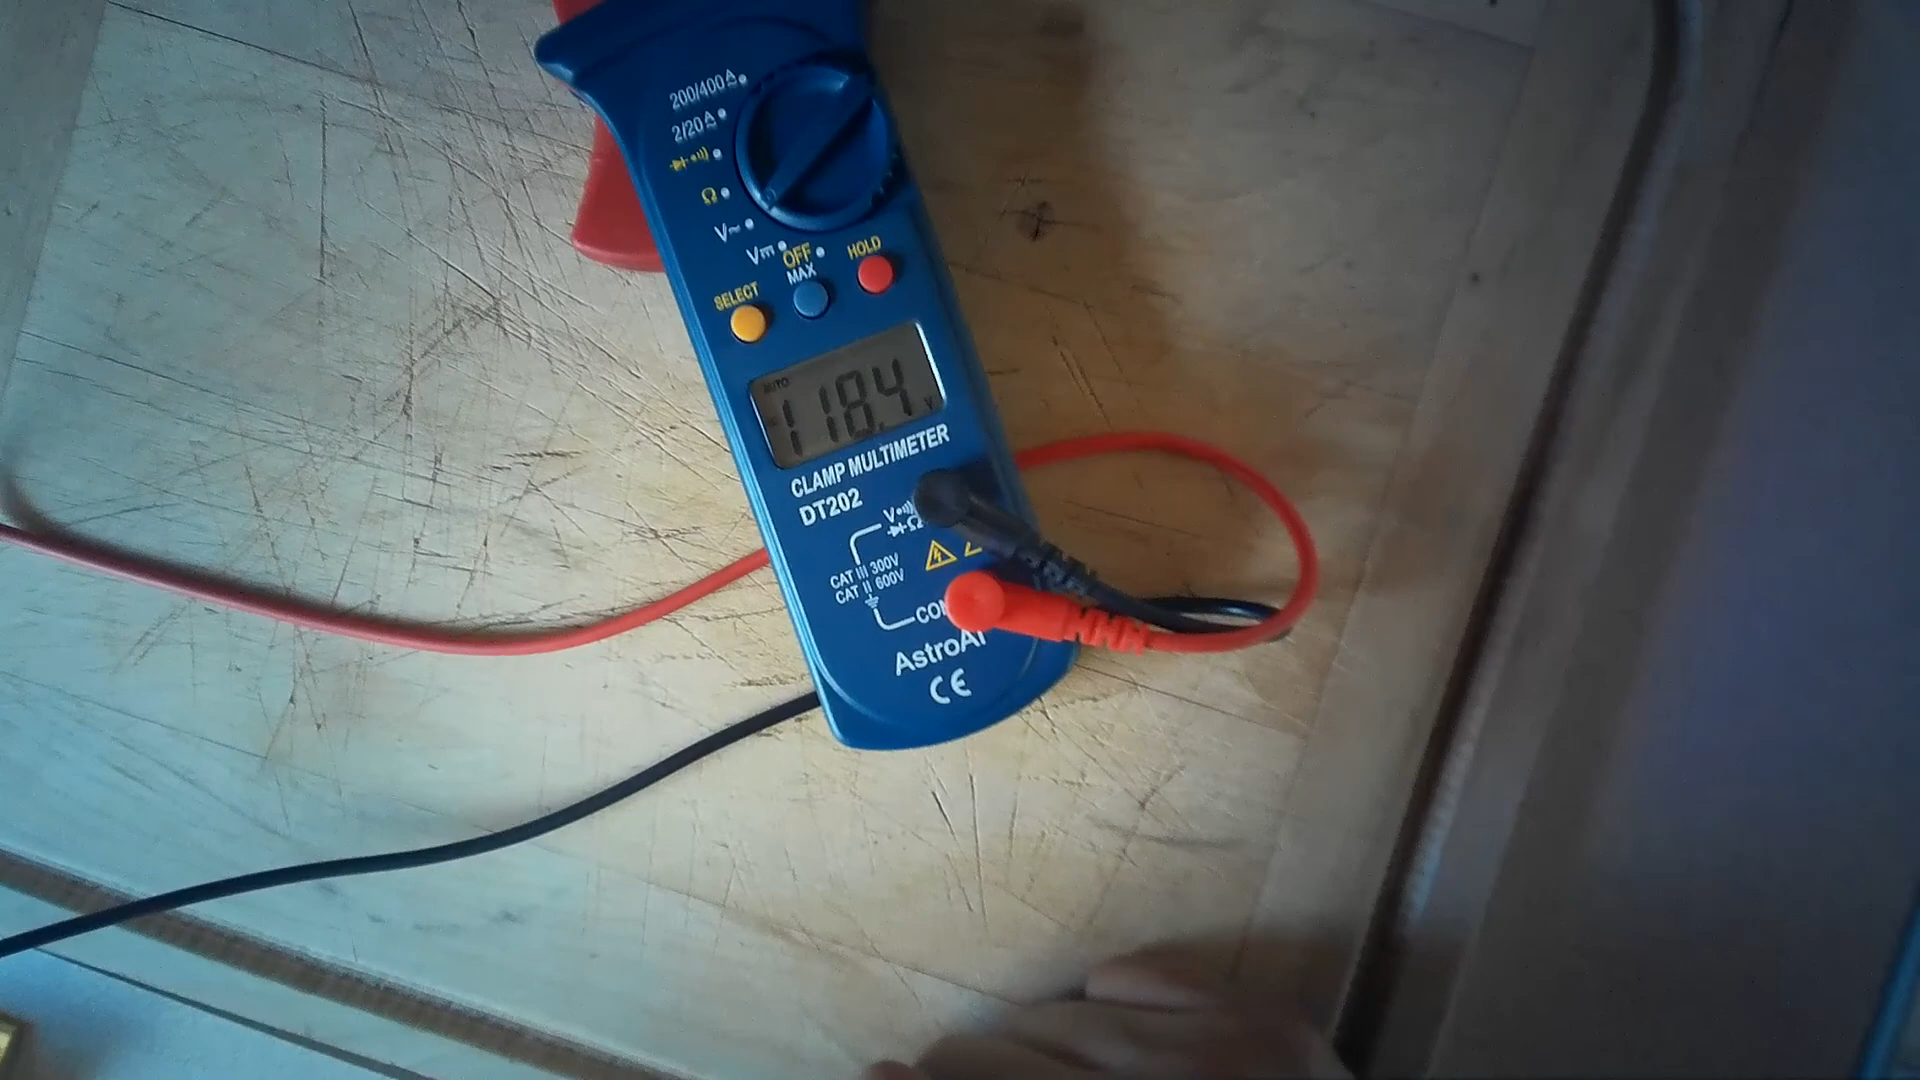 200/400A
2/20A
Ω
V~
V⎓
OFF
SELECT
MAX
HOLD
AUTO
118.4
V
CLAMP MULTIMETER
DT202
V
Ω
CAT III 300V
CAT II 600V
COM
AstroAI
CE